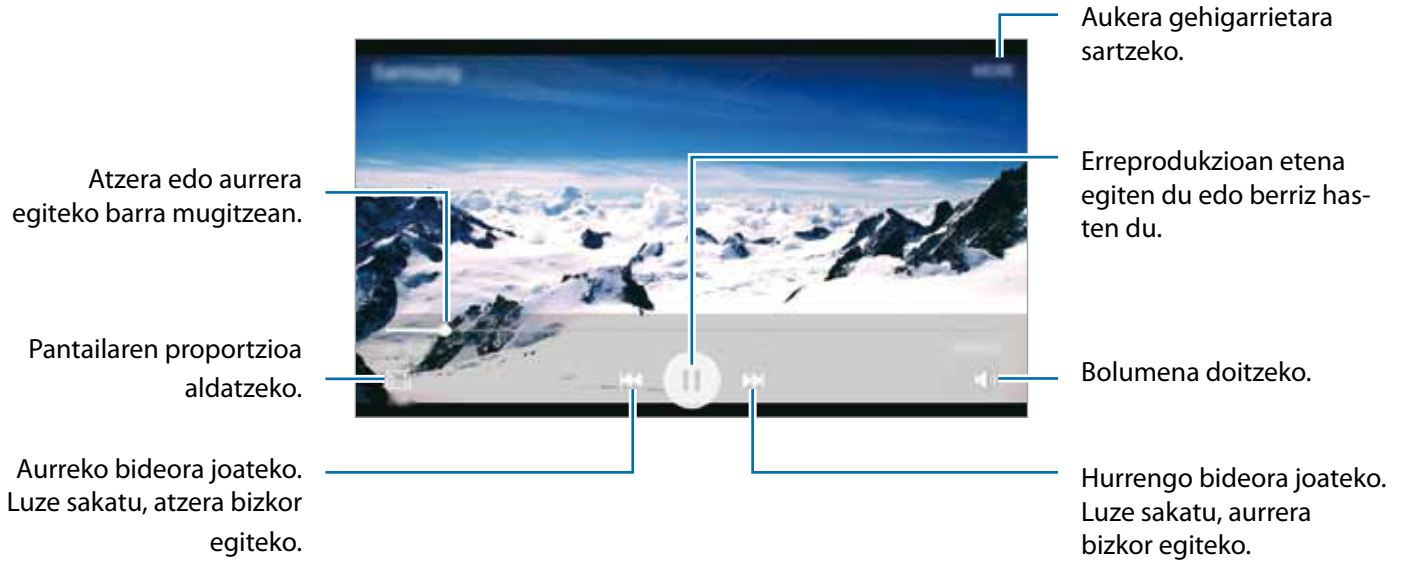 Aukera gehigarrietara
sartzeko.
Samsung
Atzera edo aurrera
egiteko barra mugitzean.
Erreprodukzioan etena
egiten du edo berriz has-
ten du.
Pantailaren proportzioa
aldatzeko.
Bolumena doitzeko.
Aurreko bideora joateko.
Luze sakatu, atzera bizkor
egiteko.
Hurrengo bideora joateko.
Luze sakatu, aurrera
bizkor egiteko.